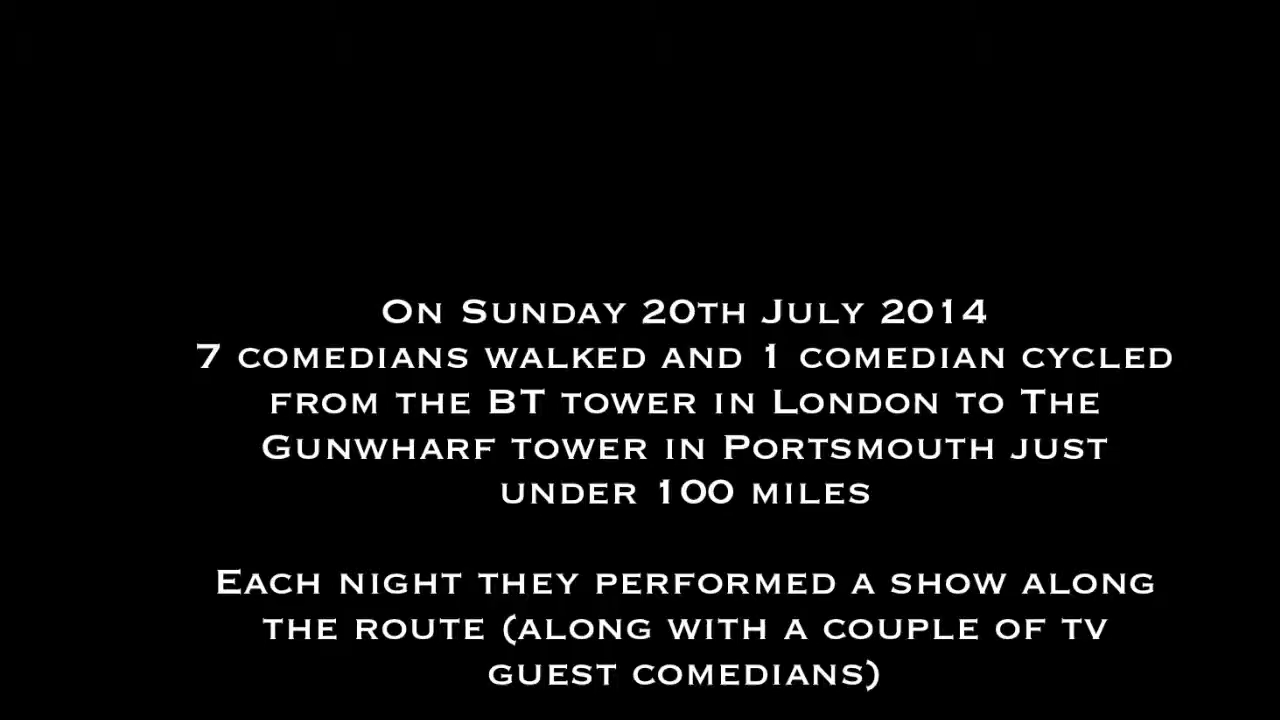 On Sunday 20th July 2014
7 comedians walked and 1 comedian cycled
from the BT tower in London to The
Gunwharf tower in Portsmouth just
under 100 miles
Each night they performed a show along
the route (along with a couple of tv
guest comedians)